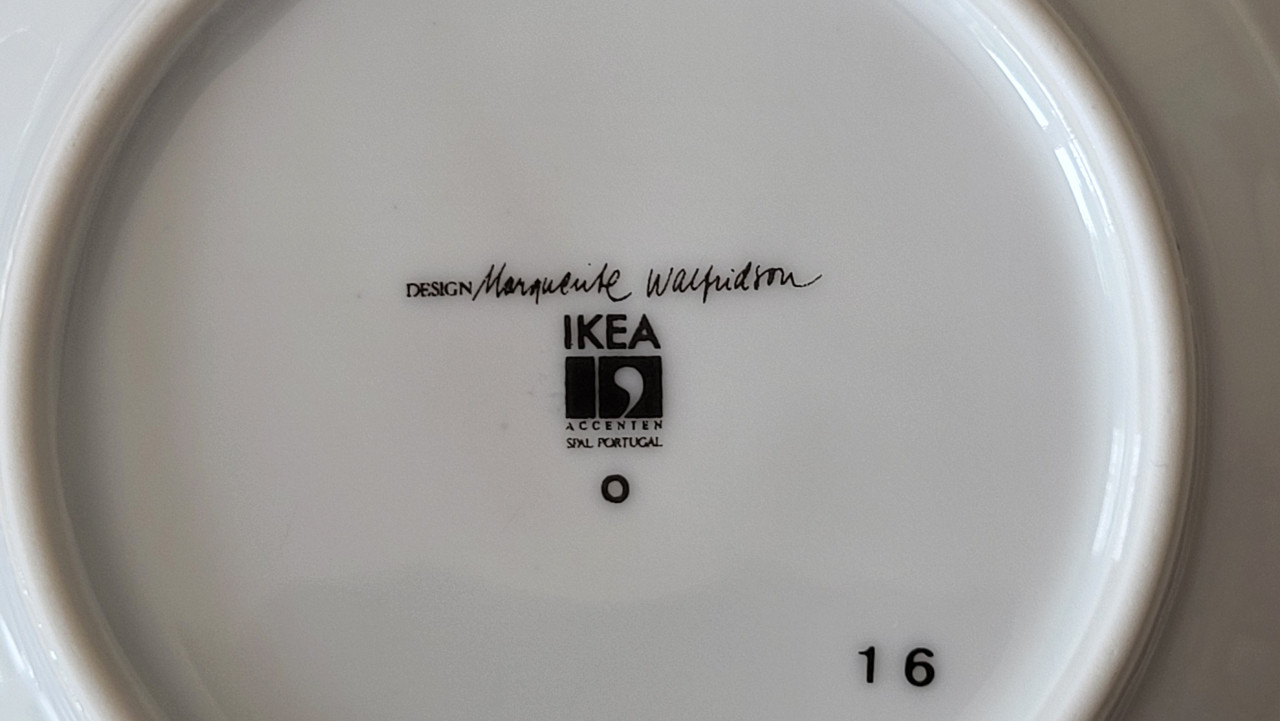 DESIGN Marguerite Walfridson
IKEA
ACCENTEN
SPAL PORTUGAL
O
16